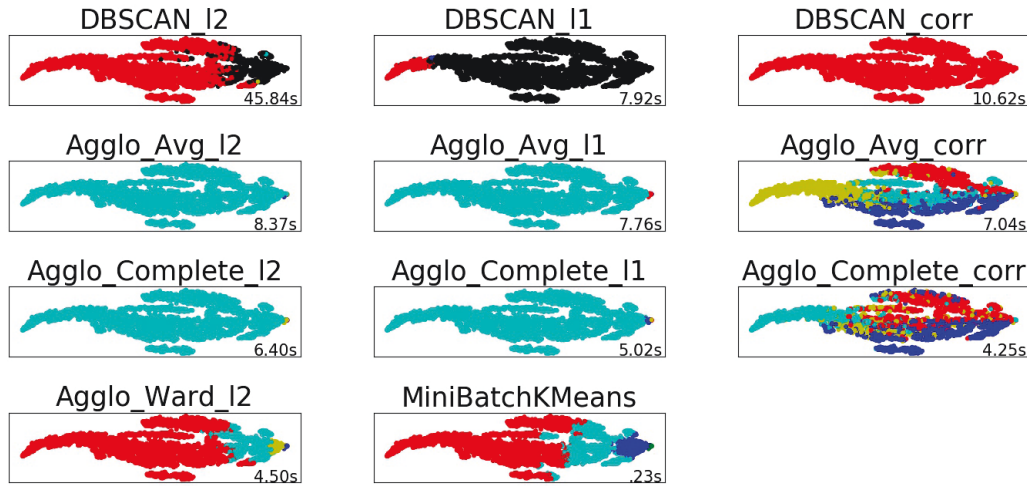 DBSCAN_l2
DBSCAN_l1
DBSCAN_corr
45.84s
7.92s
10.62s
Agglo_Avg_l2
Agglo_Avg_l1
Agglo_Avg_corr
8.37s
7.76s
7.04s
Agglo_Complete_l2
Agglo_Complete_l1
Agglo_Complete_corr
6.40s
5.02s
4.25s
Agglo_Ward_l2
MiniBatchKMeans
4.50s
.23s